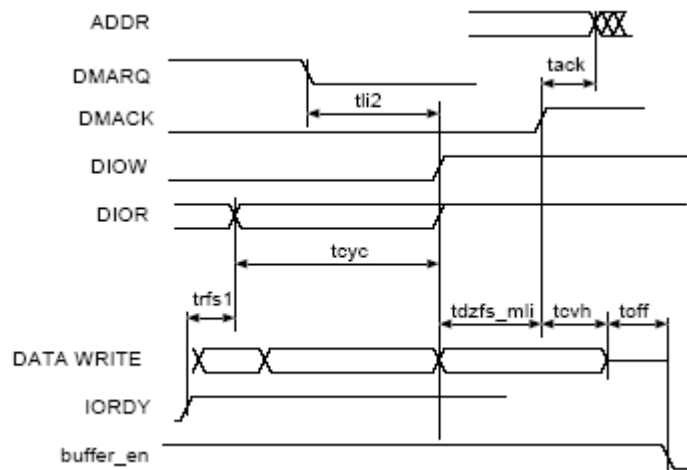 ADDR
DMARQ
tack
tli2
DMACK
DIOW
DIOR
tcyc
trfs1
tdzfs_mli
tcvh
toff
DATA WRITE
IORDY
buffer_en